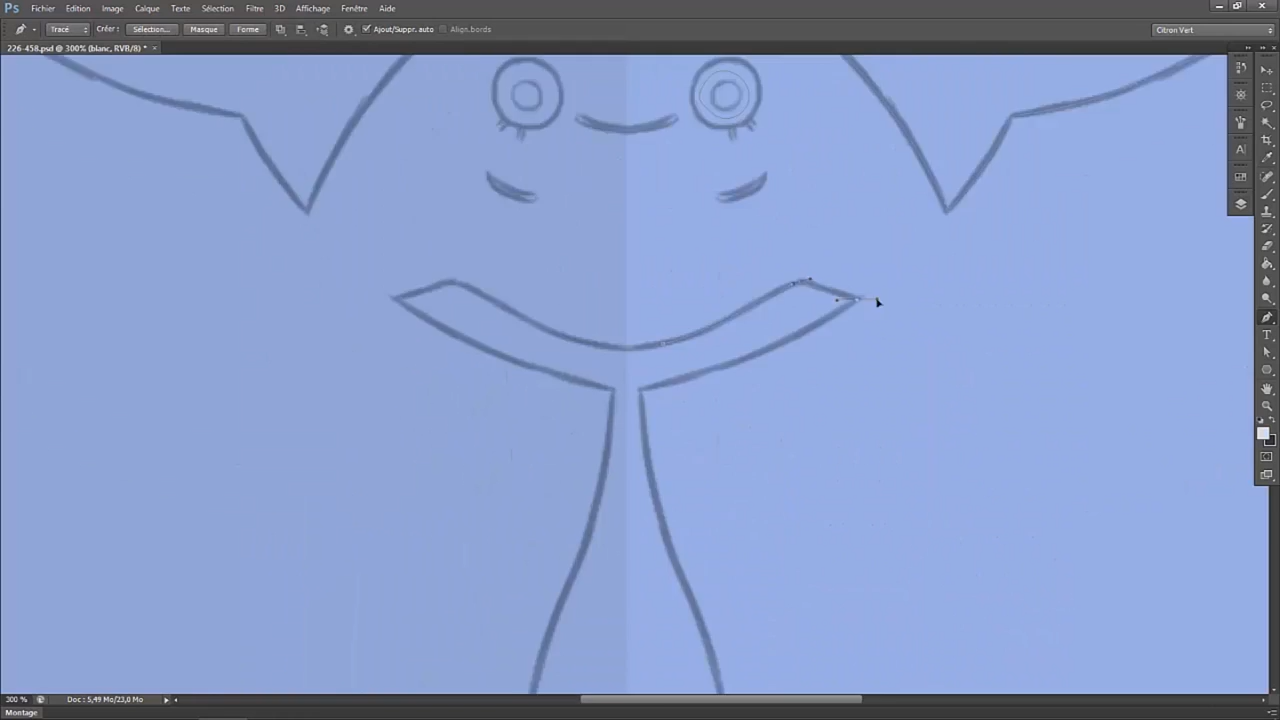 Ps Fichier Edition Image Calque Texte Sélection Filtre 3D Affichage Fenêtre Aide
Tracé Créer : Sélection... Masque Forme Ajout/Suppr. auto Align.bords Citron Vert
226-458.psd @ 300% (blanc, RVB/8) * ×
A
T
300 % Doc : 5,49 Mo/23,0 Mo
Montage